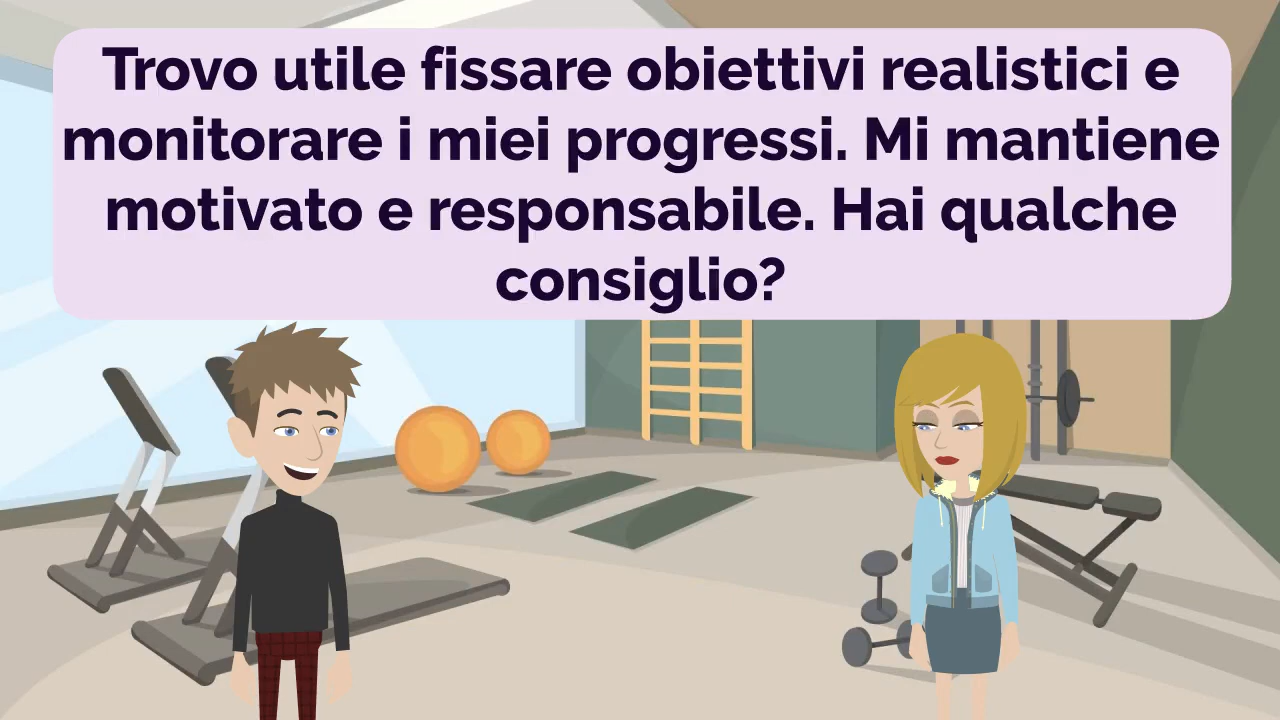 Trovo utile fissare obiettivi realistici e
monitorare i miei progressi. Mi mantiene
motivato e responsabile. Hai qualche
consiglio?